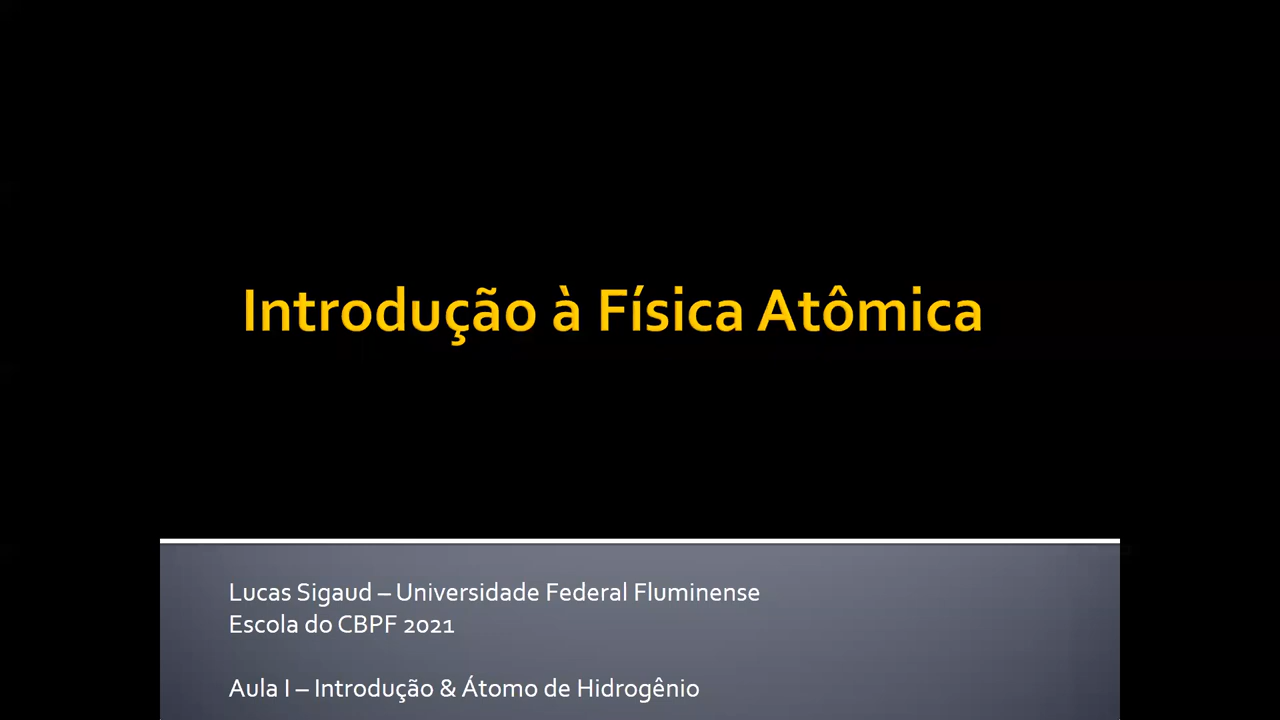 Introdução à Física Atômica
Lucas Sigaud – Universidade Federal Fluminense
Escola do CBPF 2021
Aula I – Introdução & Átomo de Hidrogênio